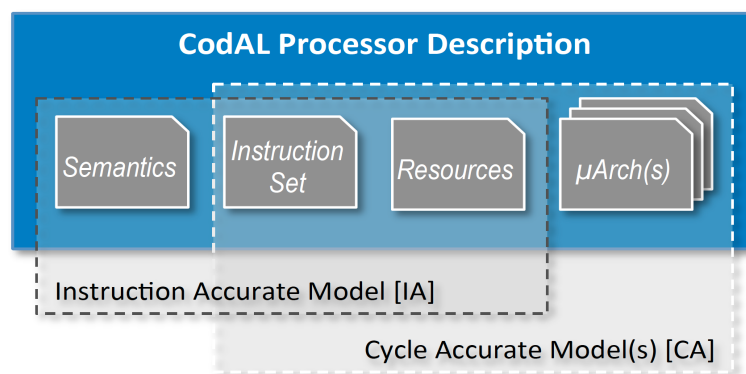 CodAL Processor Description
Semantics
Instruction
Set
Resources
µArch(s)
Instruction Accurate Model [IA]
Cycle Accurate Model(s) [CA]